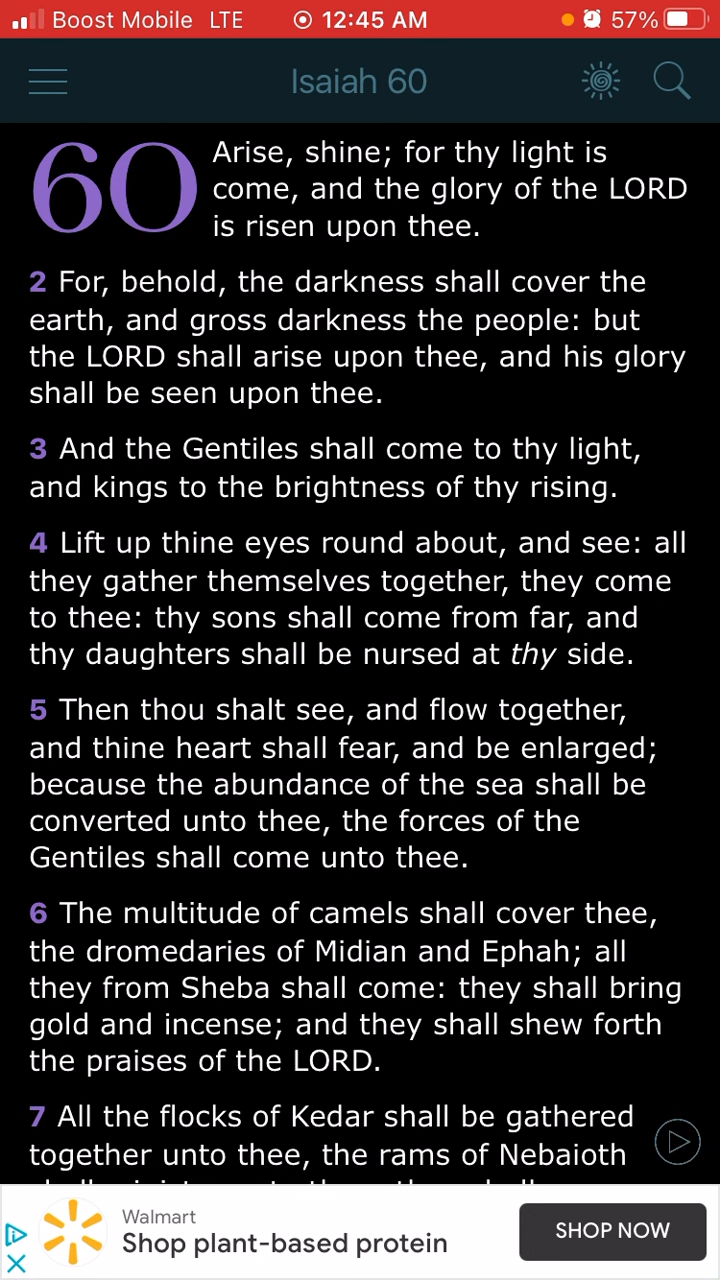 Boost Mobile LTE 12:45 AM 57%
Isaiah 60
60 Arise, shine; for thy light is
come, and the glory of the LORD
is risen upon thee.
2 For, behold, the darkness shall cover the
earth, and gross darkness the people: but
the LORD shall arise upon thee, and his glory
shall be seen upon thee.
3 And the Gentiles shall come to thy light,
and kings to the brightness of thy rising.
4 Lift up thine eyes round about, and see: all
they gather themselves together, they come
to thee: thy sons shall come from far, and
thy daughters shall be nursed at thy side.
5 Then thou shalt see, and flow together,
and thine heart shall fear, and be enlarged;
because the abundance of the sea shall be
converted unto thee, the forces of the
Gentiles shall come unto thee.
6 The multitude of camels shall cover thee,
the dromedaries of Midian and Ephah; all
they from Sheba shall come: they shall bring
gold and incense; and they shall shew forth
the praises of the LORD.
7 All the flocks of Kedar shall be gathered
together unto thee, the rams of Nebaioth
Walmart
Shop plant-based protein
SHOP NOW